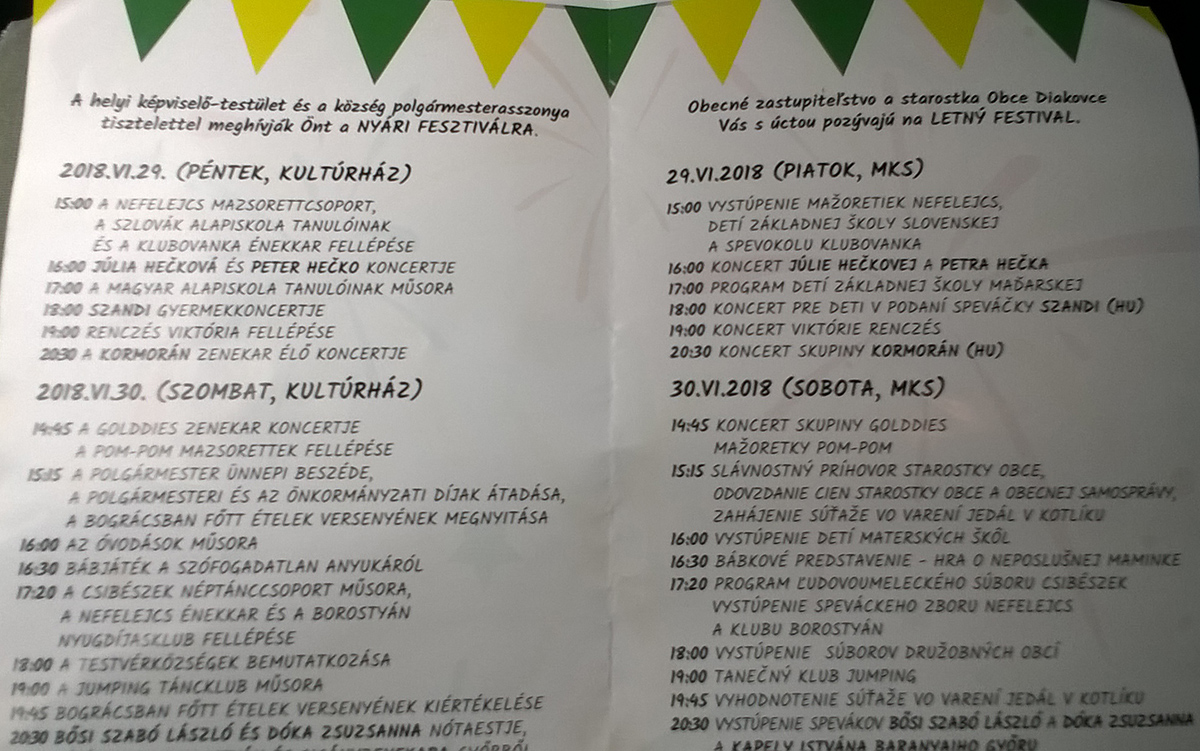 A helyi képviselő-testület és a község polgármesterasszonya
tisztelettel meghívják Önt a NYÁRI FESZTIVÁLRA.
2018.VI.29. (PÉNTEK, KULTÚRHÁZ)
15:00 A NEFELEJCS MAZSORETTCSOPORT,
A SZLOVÁK ALAPISKOLA TANULÓINAK
ÉS A KLUBOVANKA ÉNEKKAR FELLÉPÉSE
16:00 JÚLIA HEČKOVÁ ÉS PETER HEČKO KONCERTJE
17:00 A MAGYAR ALAPISKOLA TANULÓINAK MŰSORA
18:00 SZANDI GYERMEKKONCERTJE
19:00 RENCZÉS VIKTÓRIA FELLÉPÉSE
20:30 A KORMORÁN ZENEKAR ÉLŐ KONCERTJE
2018.VI.30. (SZOMBAT, KULTÚRHÁZ)
14:45 A GOLDDIES ZENEKAR KONCERTJE
A POM-POM MAZSORETTEK FELLÉPÉSE
15:15 A POLGÁRMESTER ÜNNEPI BESZÉDE,
A POLGÁRMESTERI ÉS AZ ÖNKORMÁNYZATI DÍJAK ÁTADÁSA,
A BOGRÁCSBAN FŐTT ÉTELEK VERSENYÉNEK MEGNYITÁSA
16:00 AZ ÓVODÁSOK MŰSORA
16:30 BÁBJÁTÉK A SZÓFOGADATLAN ANYUKÁRÓL
17:20 A CSIBÉSZEK NÉPTÁNCCSOPORT MŰSORA,
A NEFELEJCS ÉNEKKAR ÉS A BOROSTYÁN
NYUGDÍJASKLUB FELLÉPÉSE
18:00 A TESTVÉRKÖZSÉGEK BEMUTATKOZÁSA
19:00 A JUMPING TÁNCKLUB MŰSORA
19:45 BOGRÁCSBAN FŐTT ÉTELEK VERSENYÉNEK KIÉRTÉKELÉSE
20:30 BŐSI SZABÓ LÁSZLÓ ÉS DÓKA ZSUZSANNA NÓTAESTJE,
Obecné zastupiteľstvo a starostka Obce Diakovce
Vás s úctou pozývajú na LETNÝ FESTIVAL.
29.VI.2018 (PIATOK, MKS)
15:00 VYSTÚPENIE MAŽORETIEK NEFELEJCS,
DETÍ ZÁKLADNEJ ŠKOLY SLOVENSKEJ
A SPEVOKOLU KLUBOVANKA
16:00 KONCERT JÚLIE HEČKOVEJ A PETRA HEČKA
17:00 PROGRAM DETÍ ZÁKLADNEJ ŠKOLY MAĎARSKEJ
18:00 KONCERT PRE DETI V PODANÍ SPEVÁČKY SZANDI (HU)
19:00 KONCERT VIKTÓRIE RENCZÉS
20:30 KONCERT SKUPINY KORMORÁN (HU)
30.VI.2018 (SOBOTA, MKS)
14:45 KONCERT SKUPINY GOLDDIES
MAŽORETKY POM-POM
15:15 SLÁVNOSTNÝ PRÍHOVOR STAROSTKY OBCE,
ODOVZDANIE CIEN STAROSTKY OBCE A OBECNEJ SAMOSPRÁVY,
ZAHÁJENIE SÚŤAŽE VO VARENÍ JEDÁL V KOTLÍKU
16:00 VYSTÚPENIE DETÍ MATERSKÝCH ŠKÔL
16:30 BÁBKOVÉ PREDSTAVENIE - HRA O NEPOSLUŠNEJ MAMINKE
17:20 PROGRAM ĽUDOVOUMELECKÉHO SÚBORU CSIBÉSZEK
VYSTÚPENIE SPEVÁCKEHO ZBORU NEFELEJCS
A KLUBU BOROSTYÁN
18:00 VYSTÚPENIE SÚBOROV DRUŽOBNÝCH OBCÍ
19:00 TANEČNÝ KLUB JUMPING
19:45 VYHODNOTENIE SÚŤAŽE VO VARENÍ JEDÁL V KOTLÍKU
20:30 VYSTÚPENIE SPEVÁKOV BŐSI SZABÓ LÁSZLÓ A DÓKA ZSUZSANNA
A KAPELY ISTVÁNA BARANYAIHO